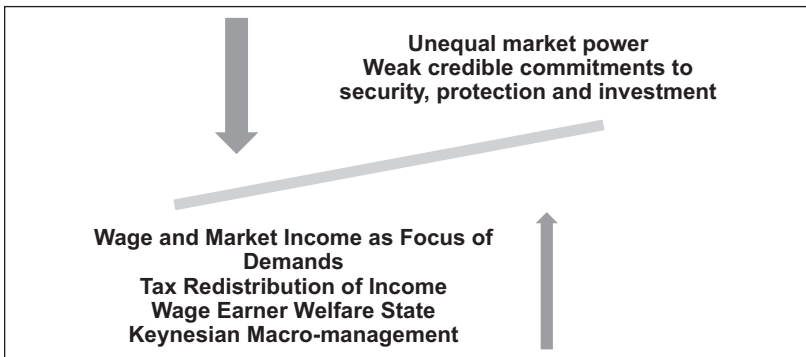 Unequal market power
Weak credible commitments to
security, protection and investment
Wage and Market Income as Focus of
Demands
Tax Redistribution of Income
Wage Earner Welfare State
Keynesian Macro-management